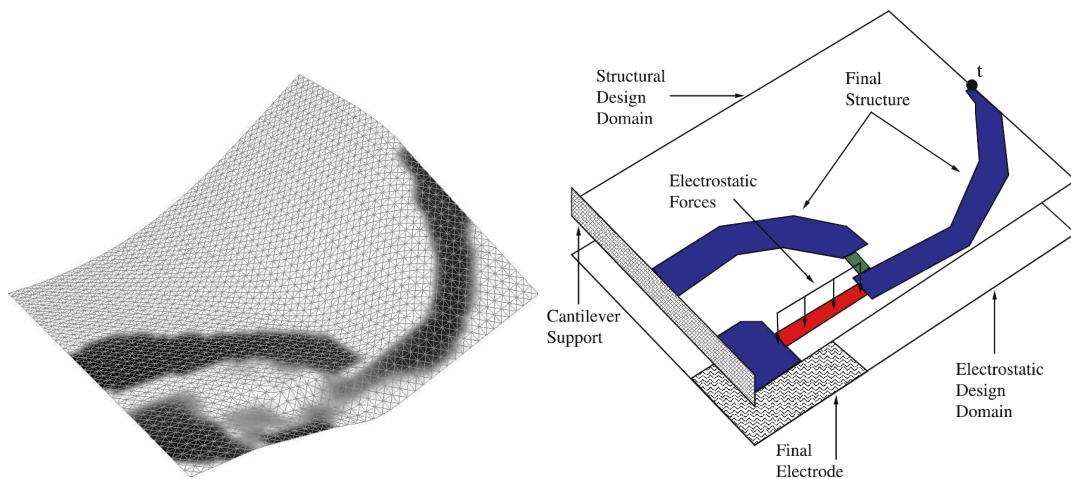 Structural
Design
Domain
Final
Structure
t
Electrostatic
Forces
Cantilever
Support
Electrostatic
Design
Domain
Final
Electrode